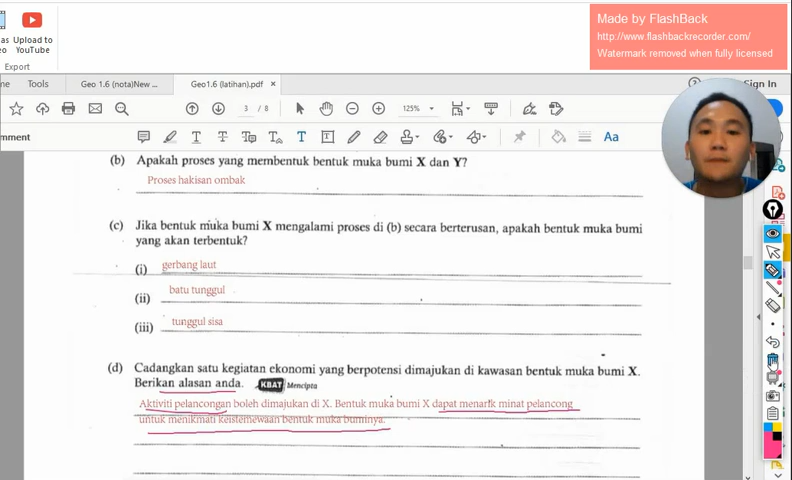 Made by FlashBack
http://www.flashbackrecorder.com/
Watermark removed when fully licensed
as Upload to
eo YouTube
Export
me Tools Geo 1.6 (nota)New ... Geo1.6 (latihan).pdf × Sign In
3 / 8 125%
mment Aa
(b) Apakah proses yang membentuk bentuk muka bumi X dan Y?
Proses hakisan ombak
(c) Jika bentuk muka bumi X mengalami proses di (b) secara berterusan, apakah bentuk muka bumi
yang akan terbentuk?
(i) gerbang laut
(ii) batu tunggul
(iii) tunggul sisa
(d) Cadangkan satu kegiatan ekonomi yang berpotensi dimajukan di kawasan bentuk muka bumi X.
Berikan alasan anda. KBAT Mencipta
Aktiviti pelancongan boleh dimajukan di X. Bentuk muka bumi X dapat menarik minat pelancong
untuk menikmati keistemewaan bentuk muka buminya.